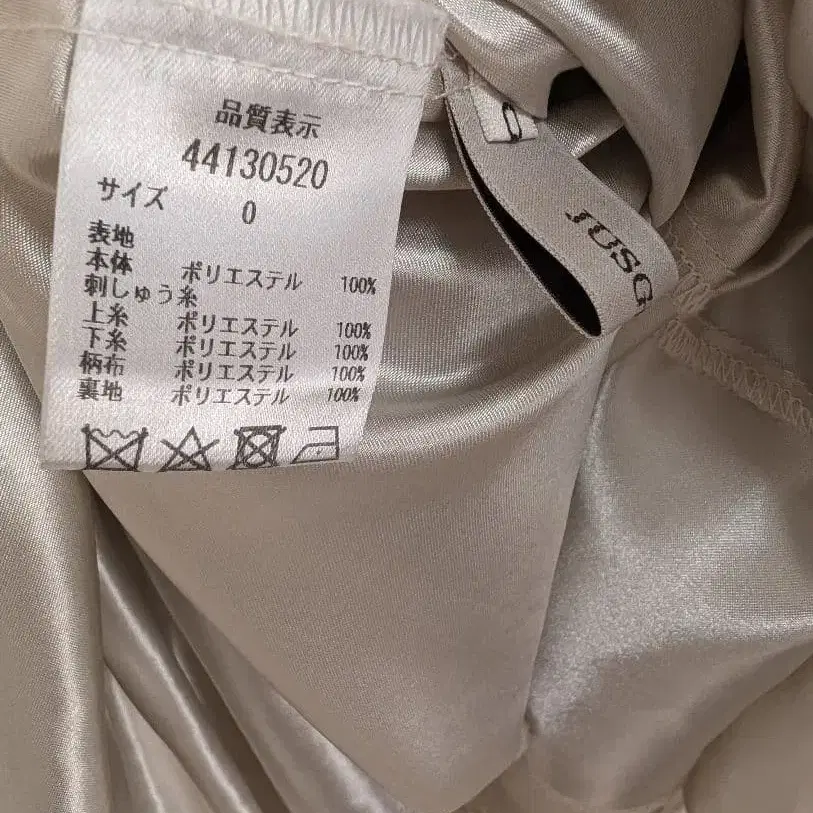 品質表示
44130520
サイズ 0
表地
本体 ポリエステル 100%
刺しゅう糸
上糸 ポリエステル 100%
下糸 ポリエステル 100%
柄布 ポリエステル 100%
裏地 ポリエステル 100%
0
JUSG